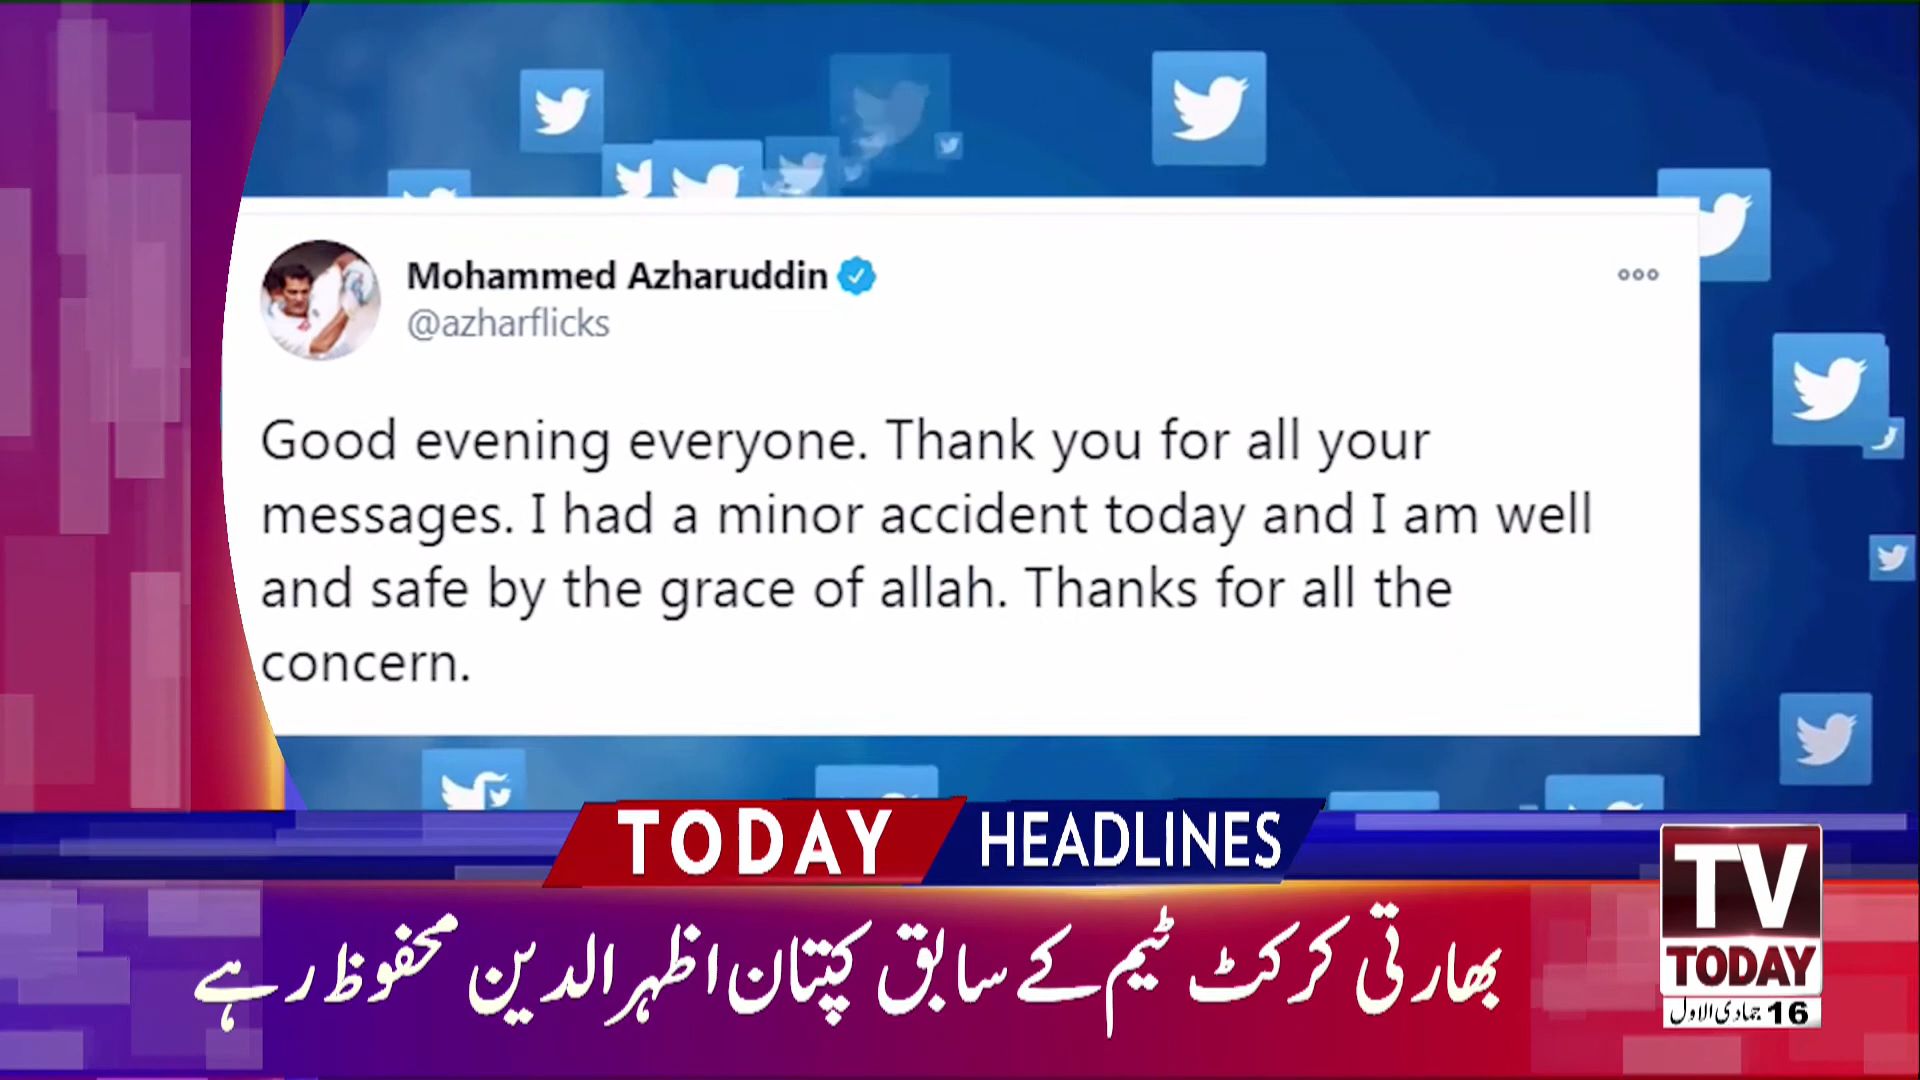 Mohammed Azharuddin
@azharflicks
Good evening everyone. Thank you for all your
messages. I had a minor accident today and I am well
and safe by the grace of allah. Thanks for all the
concern.
TODAY HEADLINES
بھارتی کرکٹ ٹیم کے سابق کپتان اظہرالدین محفوظ رہے
TV
TODAY
16 جمادی الاول